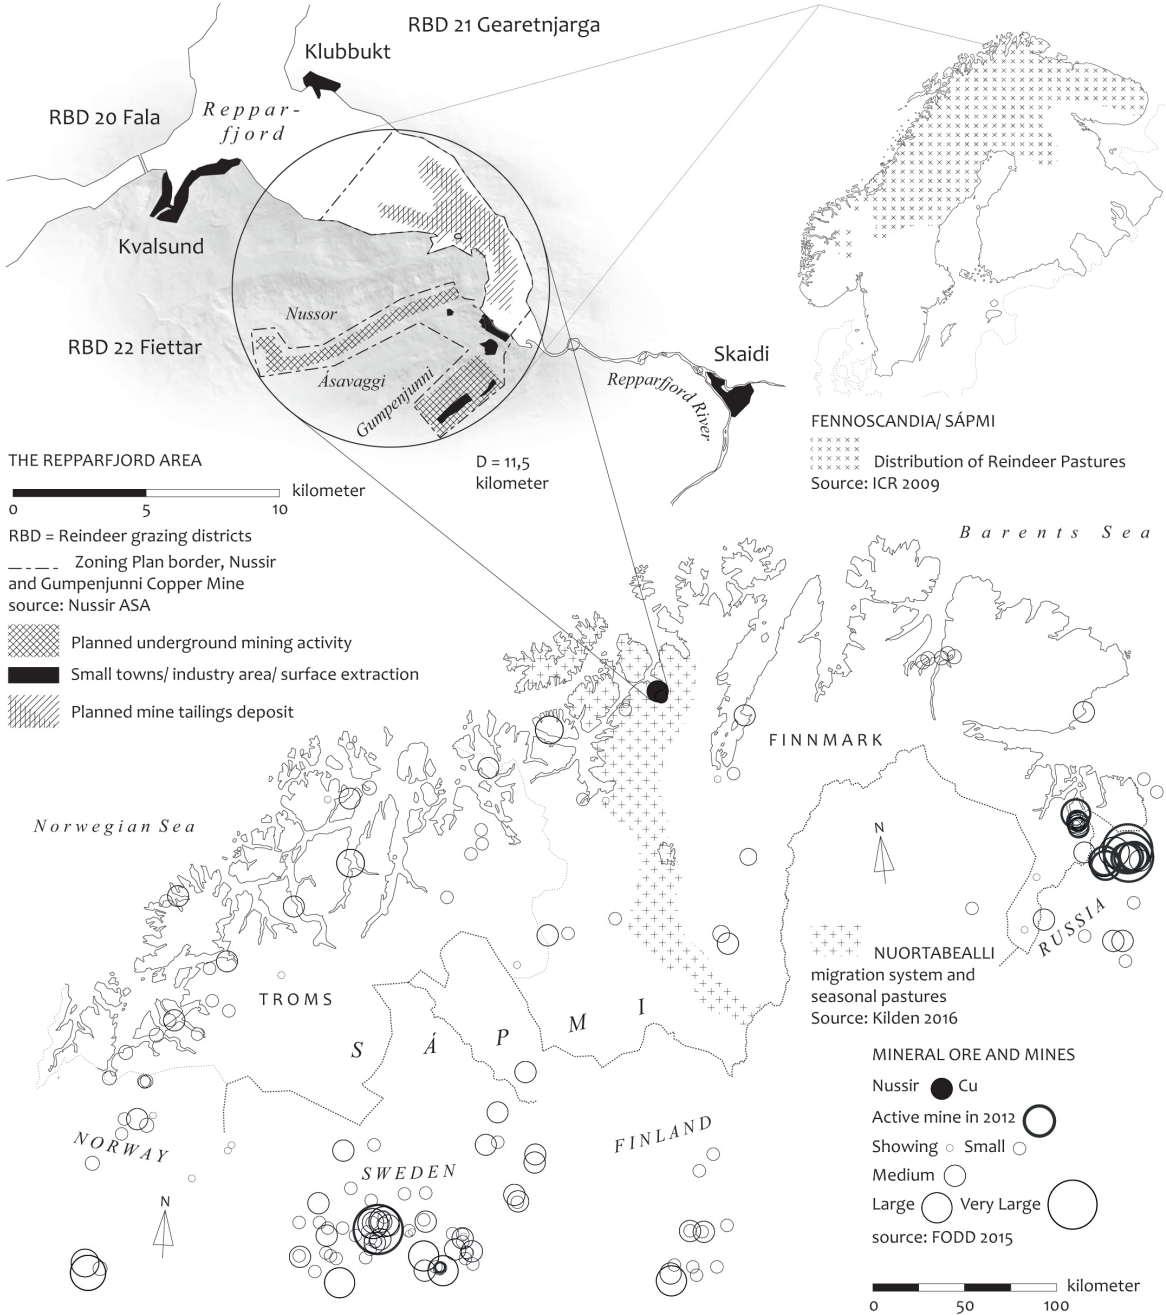 RBD 21 Gearetnjarga
Klubbukt
RBD 20 Fala
Reppar-
fjord
Kvalsund
RBD 22 Fiettar
Nussor
Ásavaggi
Gumpenjunni
Skaidi
Repparfjord River
THE REPPARFJORD AREA
D = 11,5
kilometer
kilometer
0 5 10
RBD = Reindeer grazing districts
Zoning Plan border, Nussir
and Gumpenjunni Copper Mine
source: Nussir ASA
Planned underground mining activity
Small towns/ industry area/ surface extraction
Planned mine tailings deposit
FENNOSCANDIA/ SÁPMI
Distribution of Reindeer Pastures
Source: ICR 2009
Barents Sea
FINNMARK
Norwegian Sea
N
RUSSIA
TROMS
SÁPMI
NUORTABEALLI
migration system and
seasonal pastures
Source: Kilden 2016
NORWAY
SWEDEN
FINLAND
N
MINERAL ORE AND MINES
Nussir Cu
Active mine in 2012
Showing Small
Medium
Large Very Large
source: FODD 2015
kilometer
0 50 100